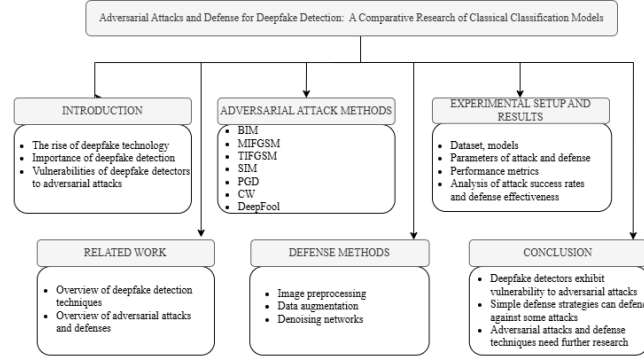 Adversarial Attacks and Defense for Deepfake Detection: A Comparative Research of Classical Classification Models
INTRODUCTION
• The rise of deepfake technology
• Importance of deepfake detection
• Vulnerabilities of deepfake detectors
to adversarial attacks
ADVERSARIAL ATTACK METHODS
• BIM
• MIFGSM
• TIFGSM
• SIM
• PGD
• CW
• DeepFool
EXPERIMENTAL SETUP AND
RESULTS
• Dataset, models
• Parameters of attack and defense
• Performance metrics
• Analysis of attack success rates
and defense effectiveness
RELATED WORK
• Overview of deepfake detection
techniques
• Overview of adversarial attacks
and defenses
DEFENSE METHODS
• Image preprocessing
• Data augmentation
• Denoising networks
CONCLUSION
• Deepfake detectors exhibit
vulnerability to adversarial attacks
• Simple defense strategies can defend
against some attacks
• Adversarial attacks and defense
techniques need further research